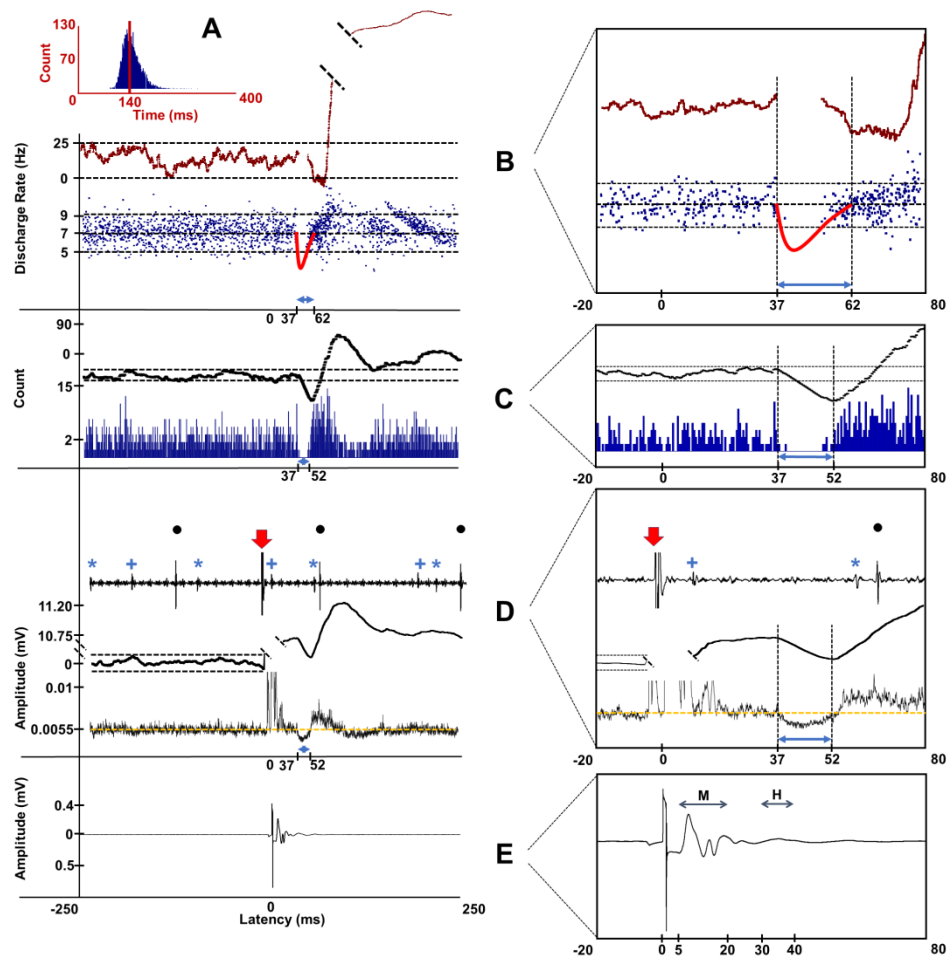 A
130
Count
70
0
140
400
Time (ms)
Discharge Rate (Hz)
25
0
9
7
5
0 37 62
Count
90
0
15
2
37 52
* + * * + *
Amplitude (mV)
11.20
10.75
0
0.01
0.0055
0 37 52
Amplitude (mV)
0.4
0
0.5
-250 0 250
Latency (ms)
B
-20 0 37 62 80
C
-20 0 37 52 80
D
+ *
-20 0 37 52 80
E
M H
-20 0 5 20 30 40 80